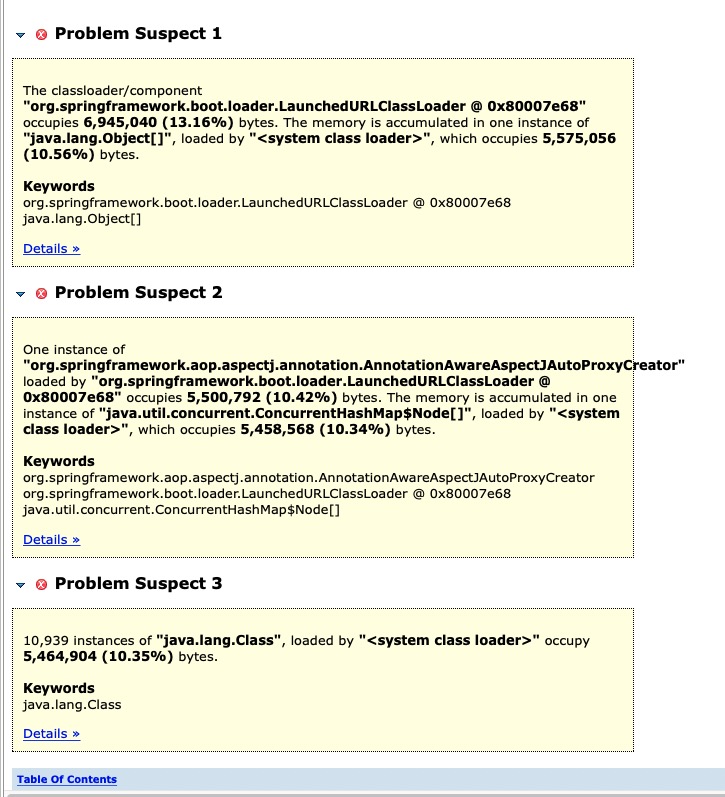 Problem Suspect 1
The classloader/component
"org.springframework.boot.loader.LaunchedURLClassLoader @ 0x80007e68"
occupies 6,945,040 (13.16%) bytes. The memory is accumulated in one instance of
"java.lang.Object[]", loaded by "<system class loader>", which occupies 5,575,056
(10.56%) bytes.
Keywords
org.springframework.boot.loader.LaunchedURLClassLoader @ 0x80007e68
java.lang.Object[]
Details »
Problem Suspect 2
One instance of
"org.springframework.aop.aspectj.annotation.AnnotationAwareAspectJAutoProxyCreator"
loaded by "org.springframework.boot.loader.LaunchedURLClassLoader @
0x80007e68" occupies 5,500,792 (10.42%) bytes. The memory is accumulated in one
instance of "java.util.concurrent.ConcurrentHashMap$Node[]", loaded by "<system
class loader>", which occupies 5,458,568 (10.34%) bytes.
Keywords
org.springframework.aop.aspectj.annotation.AnnotationAwareAspectJAutoProxyCreator
org.springframework.boot.loader.LaunchedURLClassLoader @ 0x80007e68
java.util.concurrent.ConcurrentHashMap$Node[]
Details »
Problem Suspect 3
10,939 instances of "java.lang.Class", loaded by "<system class loader>" occupy
5,464,904 (10.35%) bytes.
Keywords
java.lang.Class
Details »
Table Of Contents